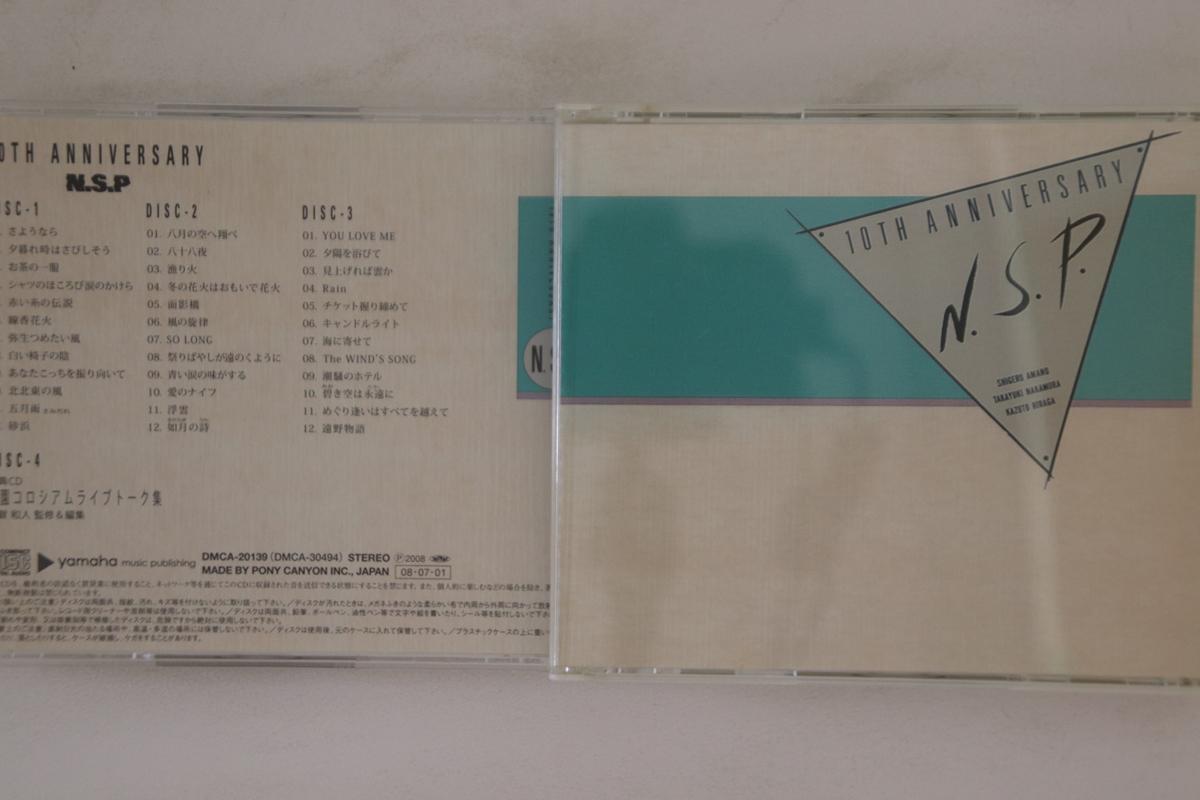 0TH ANNIVERSARY
N.S.P
SC-1
さようなら
夕暮れ時はさびしそう
お茶の一服
シャツのほころび涙のかけら
赤い糸の伝説
線香花火
弥生つめたい風
白い椅子の陰
あなたこっちを振り向いて
北北東の風
五月雨 さみだれ
砂浜
DISC-2
01. 八月の空へ翔べ
02. 八十八夜
03. 漁り火
04. 冬の花火はおもいで花火
05. 面影橋
06. 風の旋律
07. SO LONG
08. 祭りばやしが遠のくように
09. 青い涙の味がする
10. 愛のナイフ
11. 浮雲
12. 如月の詩
DISC-3
01. YOU LOVE ME
02. 夕陽を浴びて
03. 見上げれば雲か
04. Rain
05. チケット握り締めて
06. キャンドルライト
07. 海に寄せて
08. The WIND'S SONG
09. 潮騒のホテル
10. 碧き空は永遠に
11. めぐり逢いはすべてを越えて
12. 遠野物語
SC-4
典CD
園コロシアムライブトーク集
和人 監修&編集
yamaha music publishing
DMCA-20139 (DMCA-30494) STEREO Ⓟ2008
MADE BY PONY CANYON INC., JAPAN 08-07-01
10TH ANNIVERSARY
N.S.P.
SHIGERU AMANO
TAKAYUKI NAKAMURA
KAZUTO HIRAGA